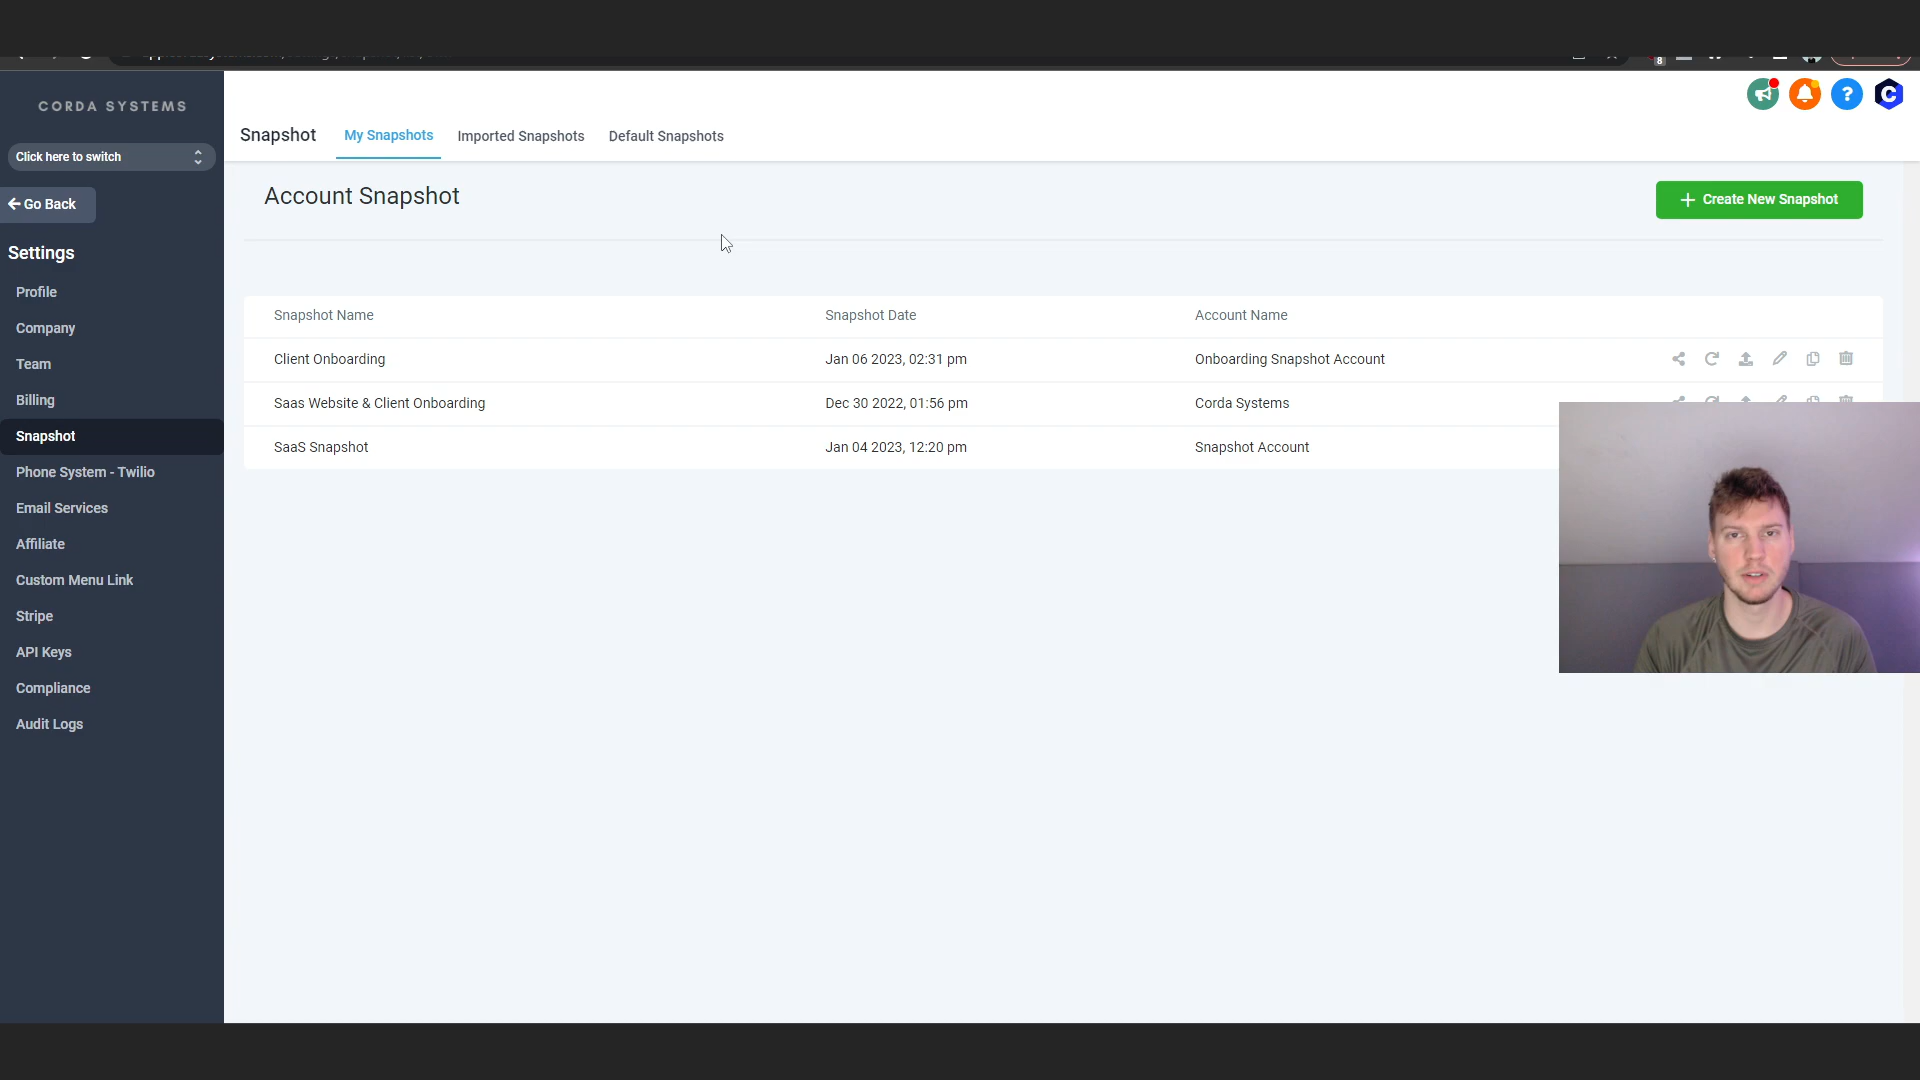 8
CORDA SYSTEMS
Click here to switch
Go Back
Settings
Profile
Company
Team
Billing
Snapshot
Phone System - Twilio
Email Services
Affiliate
Custom Menu Link
Stripe
API Keys
Compliance
Audit Logs
Snapshot My Snapshots Imported Snapshots Default Snapshots
Account Snapshot
+ Create New Snapshot
Snapshot Name Snapshot Date Account Name
Client Onboarding Jan 06 2023, 02:31 pm Onboarding Snapshot Account
Saas Website & Client Onboarding Dec 30 2022, 01:56 pm Corda Systems
SaaS Snapshot Jan 04 2023, 12:20 pm Snapshot Account